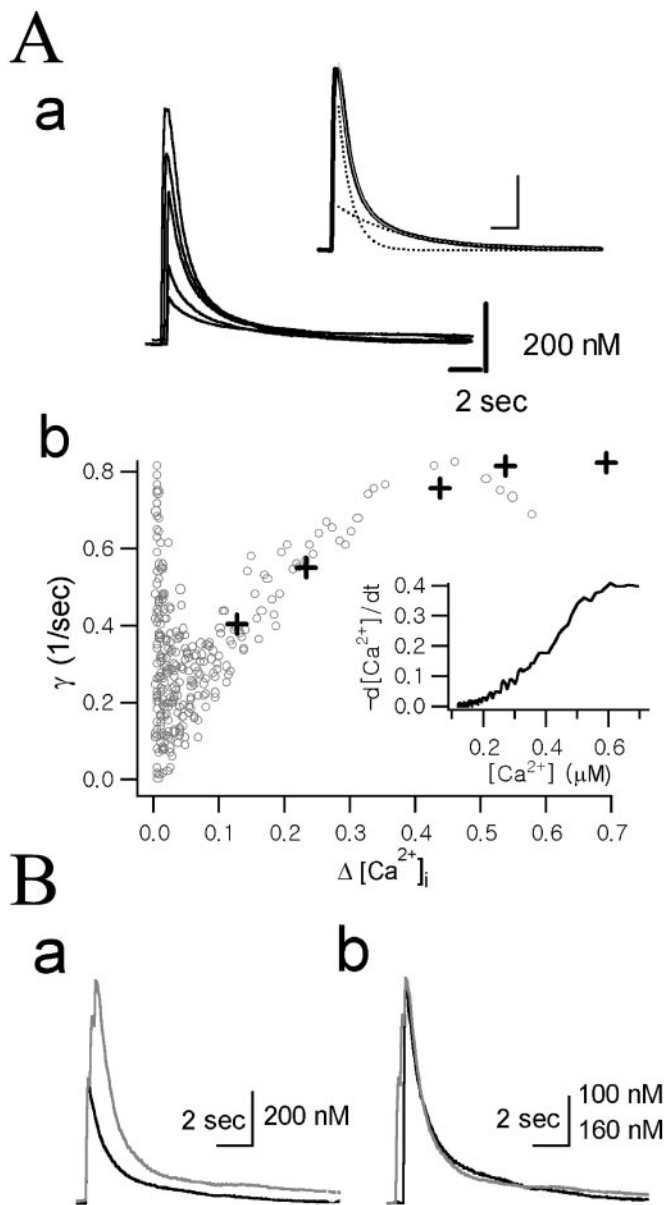 A
a
200 nM
2 sec
b
γ (1/sec)
0.8
0.6
0.4
0.2
0.0
0.0 0.1 0.2 0.3 0.4 0.5 0.6 0.7
Δ [Ca²⁺]ᵢ
-d[Ca²⁺]/dt
0.4
0.3
0.2
0.1
0.0
0.2 0.4 0.6
[Ca²⁺] (μM)
B
a
2 sec 200 nM
b
2 sec 100 nM
160 nM